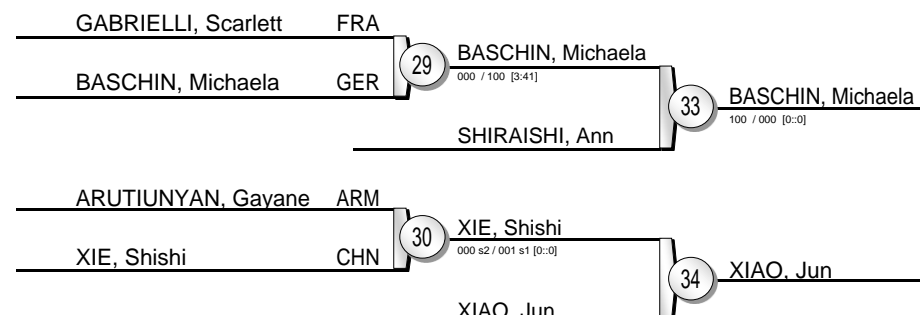 GABRIELLI, Scarlett FRA
BASCHIN, Michaela GER
29
BASCHIN, Michaela
000 / 100 [3:41]
SHIRAISHI, Ann
33
BASCHIN, Michaela
100 / 000 [0::0]
ARUTIUNYAN, Gayane ARM
XIE, Shishi CHN
30
XIE, Shishi
000 s2 / 001 s1 [0::0]
XIAO, Jun
34
XIAO, Jun